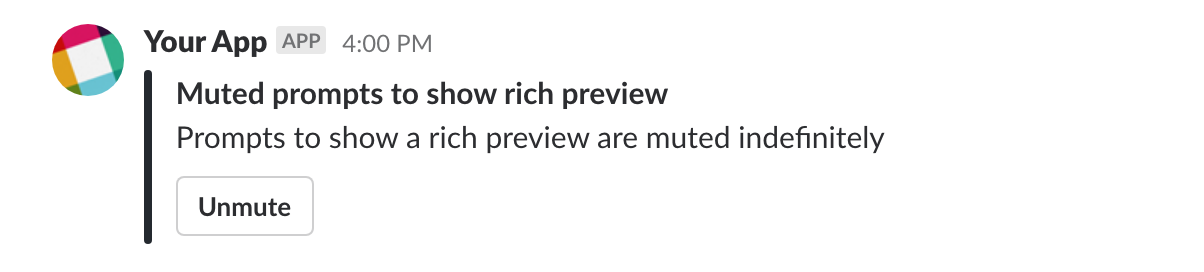 Your App APP 4:00 PM
Muted prompts to show rich preview
Prompts to show a rich preview are muted indefinitely
Unmute